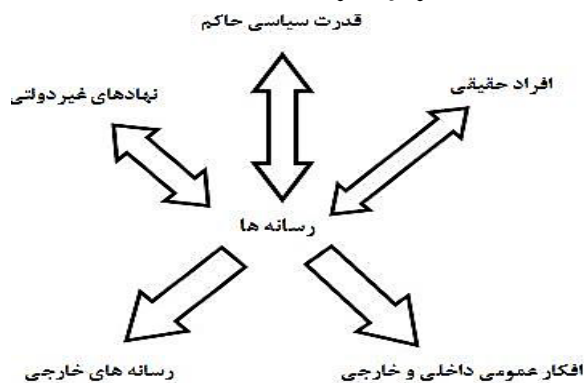 قدرت سیاسی حاکم
افراد حقیقی
نهادهای غیردولتی
رسانه ها
افکار عمومی داخلی و خارجی
رسانه های خارجی